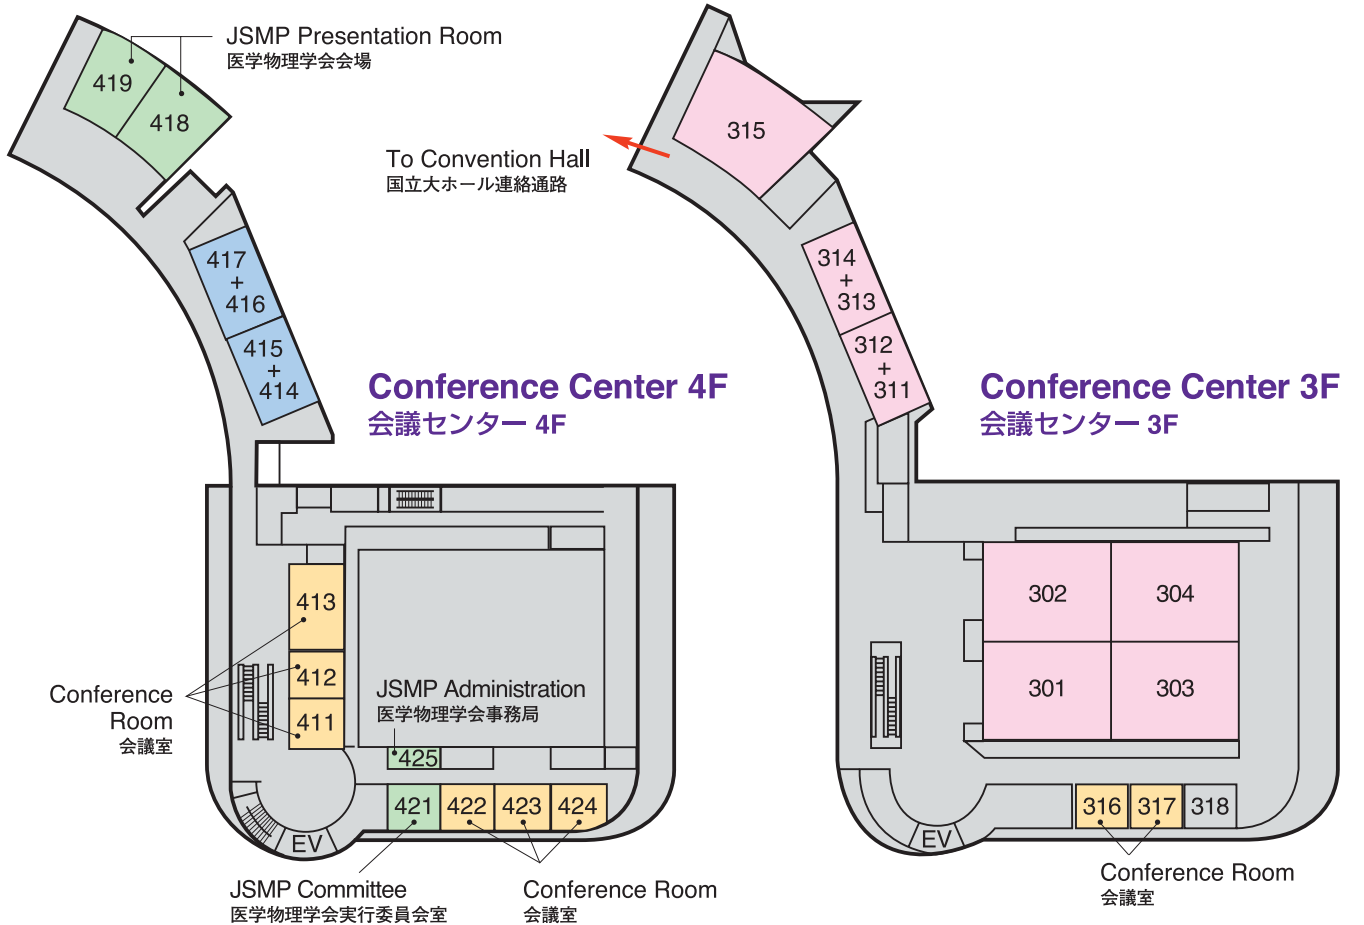 JSMP Presentation Room
医学物理学会会場
419
418
417
+
416
415
+
414
Conference Center 4F
会議センター 4F
413
412
411
Conference
Room
会議室
JSMP Administration
医学物理学会事務局
425
421
422
423
424
EV
JSMP Committee
医学物理学会実行委員会室
Conference Room
会議室
To Convention Hall
国立大ホール連絡通路
315
314
+
313
312
+
311
Conference Center 3F
会議センター 3F
302
304
301
303
316
317
318
EV
Conference Room
会議室